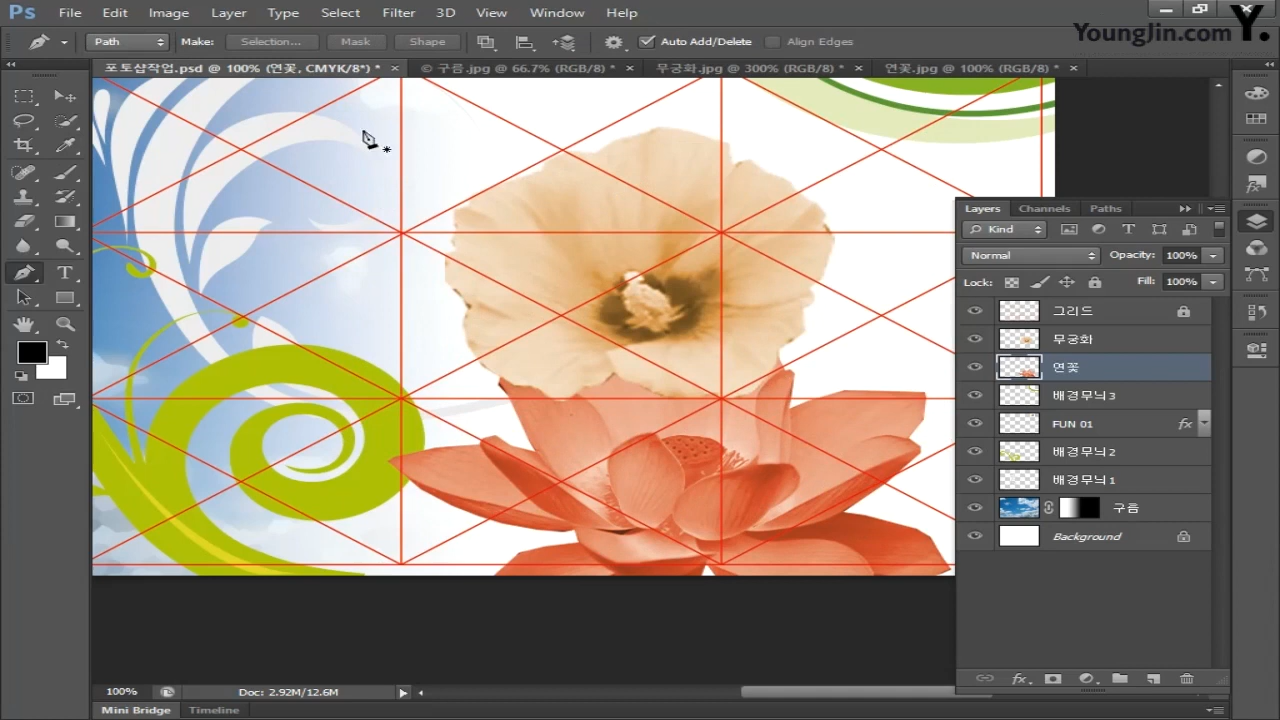 Ps File Edit Image Layer Type Select Filter 3D View Window Help
YoungJin.com Y.
Path Make: Selection... Mask Shape Auto Add/Delete Align Edges
포토샵작업.psd @ 100% (연꽃, CMYK/8*) * × © 구름.jpg @ 66.7% (RGB/8) * × 무궁화.jpg @ 300% (RGB/8*) * × 연꽃.jpg @ 100% (RGB/8*) * ×
Layers Channels Paths
Kind
Normal Opacity: 100%
Lock: Fill: 100%
그리드
무궁화
연꽃
배경무늬3
FUN 01 fx
배경무늬2
배경무늬1
구름
Background
100% Doc: 2.92M/12.6M
Mini Bridge Timeline